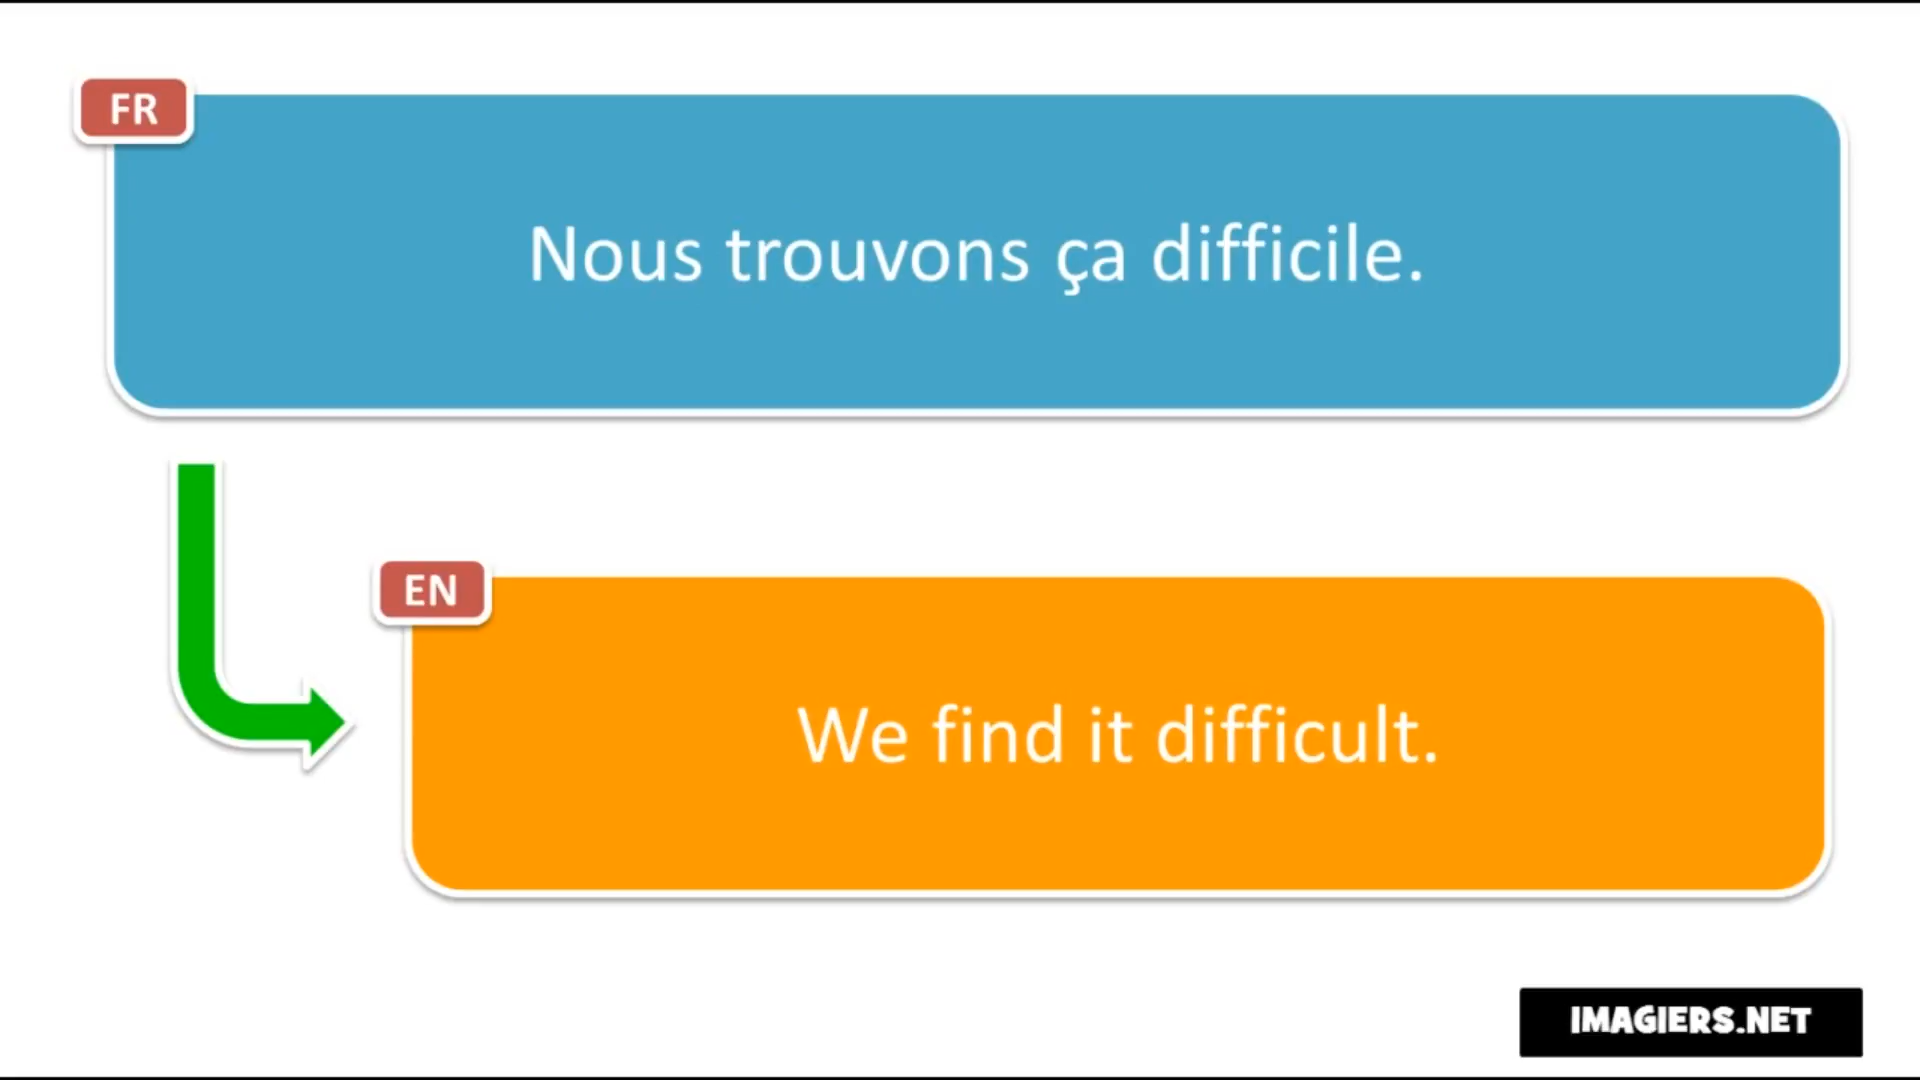 FR
Nous trouvons ça difficile.
EN
We find it difficult.
IMAGIERS.NET